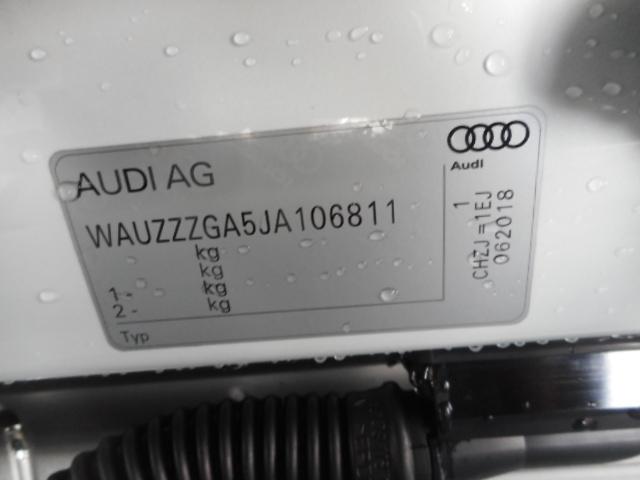 AUDI AG
Audi
WAUZZZGA5JA106811
kg
kg
1- kg
2- kg
Typ
1
CHZJ=1EJ
062018